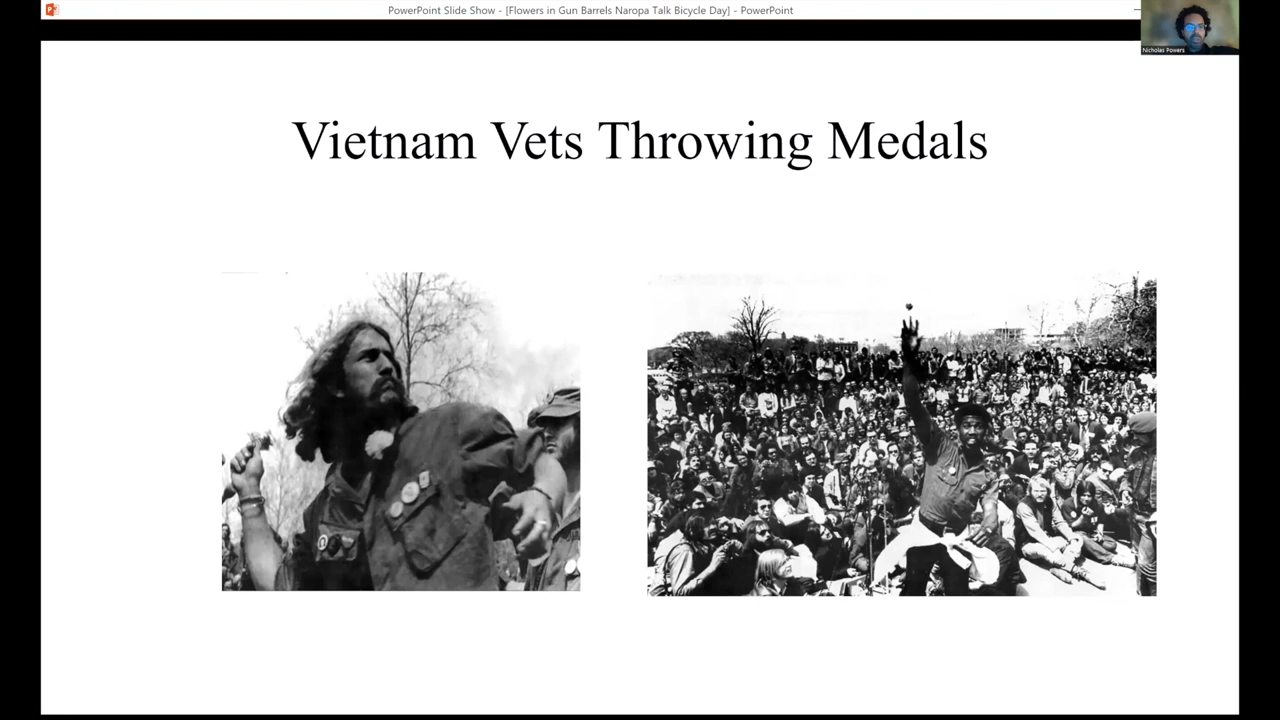 PowerPoint Slide Show - [Flowers in Gun Barrels Naropa Talk Bicycle Day] - PowerPoint
Nicholas Powers
Vietnam Vets Throwing Medals